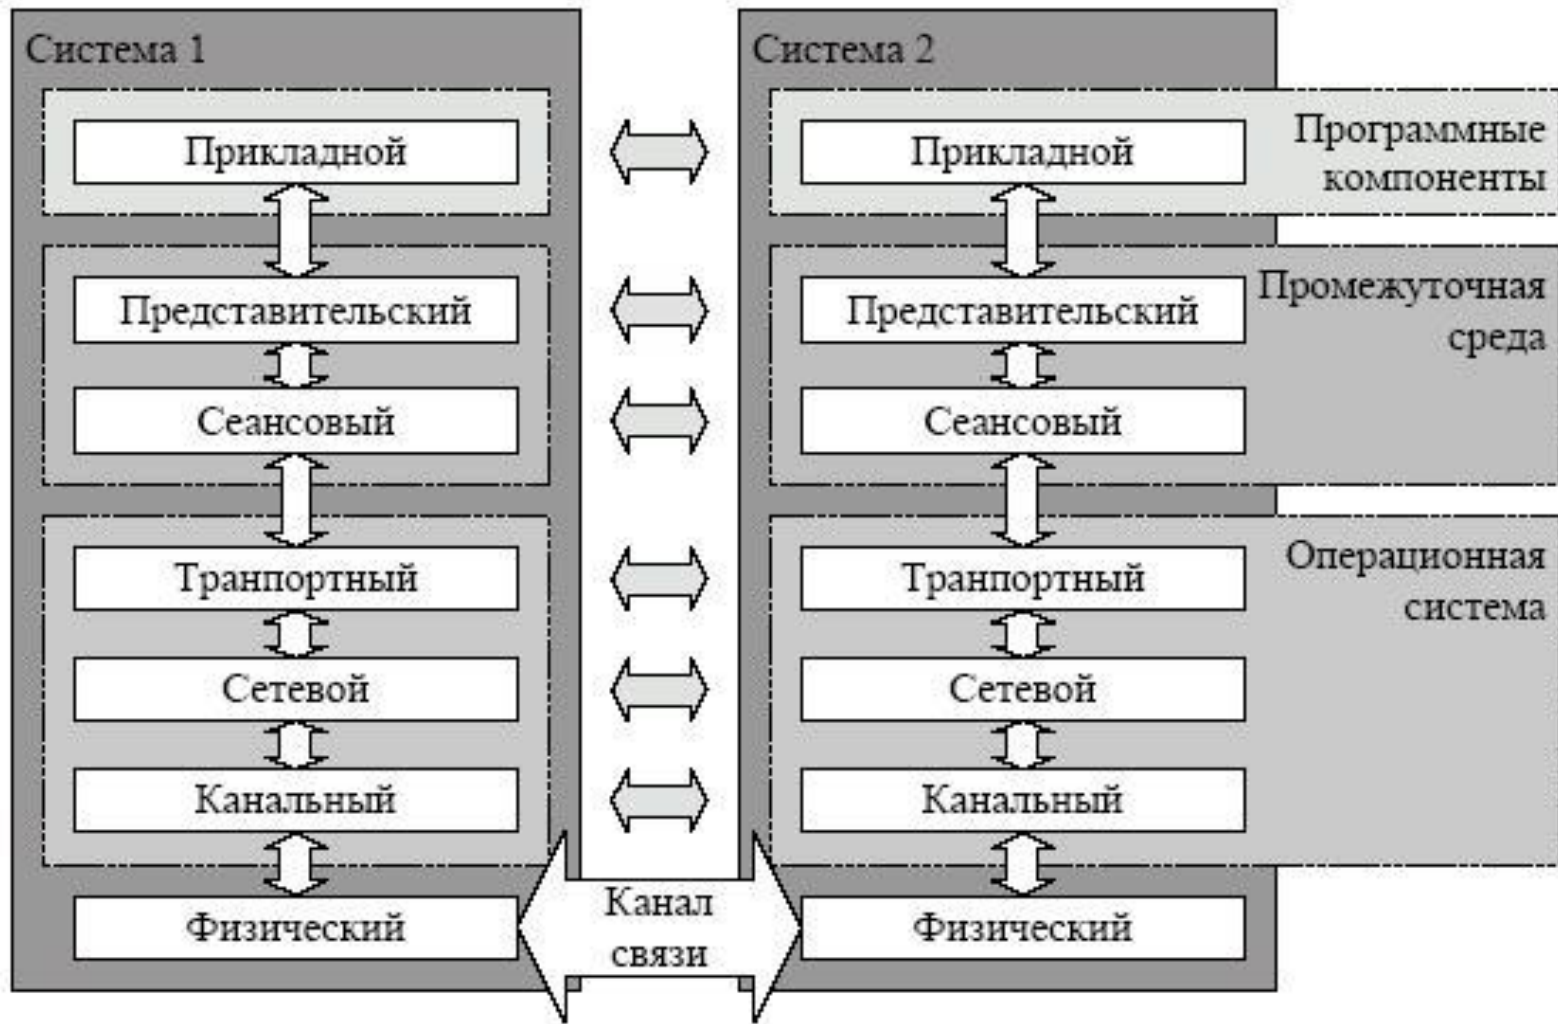 Система 1
Прикладной
Представительский
Сеансовый
Транпортный
Сетевой
Канальный
Физический
Канал
связи
Система 2
Прикладной
Представительский
Сеансовый
Транпортный
Сетевой
Канальный
Физический
Программные
компоненты
Промежуточная
среда
Операционная
система